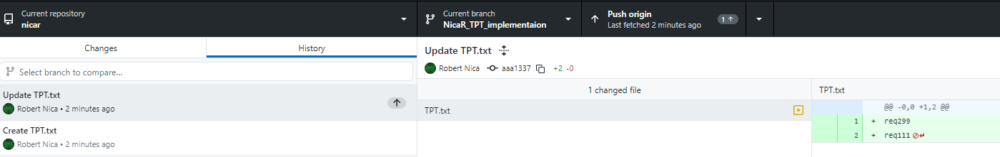 Current repository
nicar
Current branch
NicaR_TPT_implementaion
Push origin
Last fetched 2 minutes ago
1
Changes
History
Select branch to compare...
Update TPT.txt
Robert Nica • 2 minutes ago
Create TPT.txt
Robert Nica • 2 minutes ago
Update TPT.txt
Robert Nica aaa1337 +2 -0
1 changed file
TPT.txt
TPT.txt
@@ -0,0 +1,2 @@
1 + req299
2 + req111